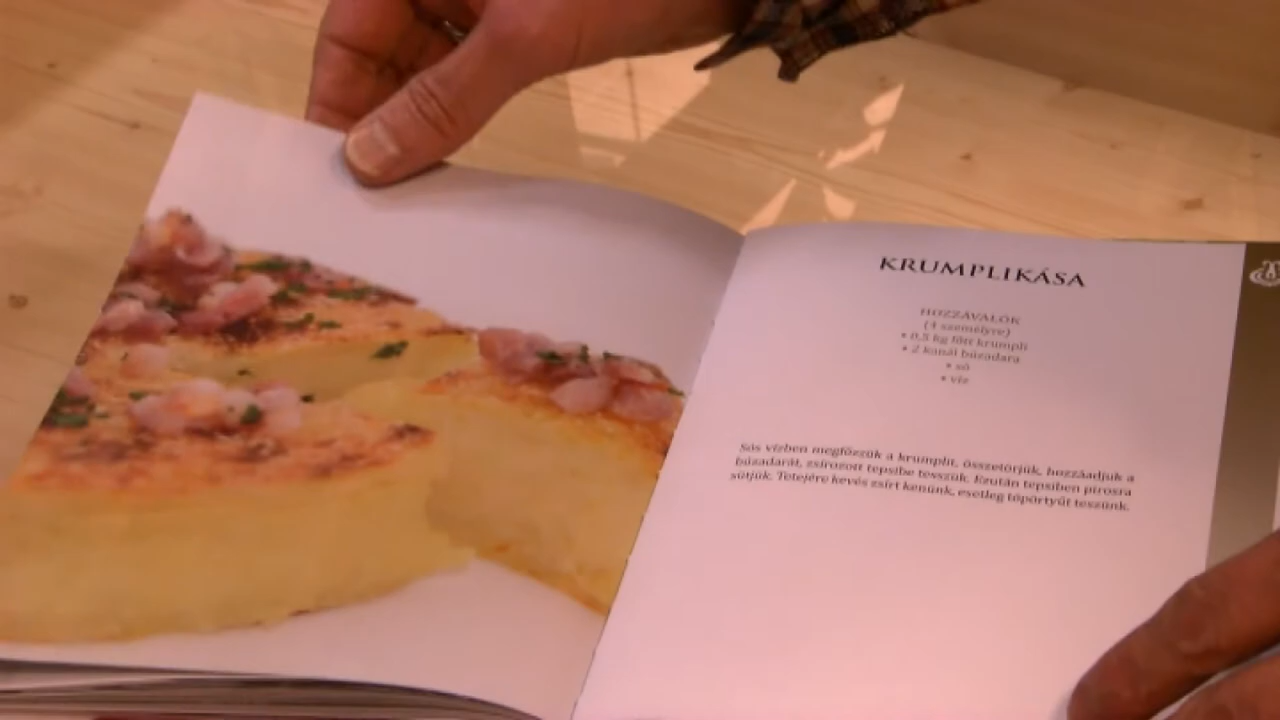 KRUMPLIKÁSA
HOZZÁVALÓK
(4 személyre)
• 0,5 kg főtt krumpli
• 2 kanál búzadara
• só
• víz
Sós vízben megfőzzük a krumplit, összetörjük, hozzáadjuk a
búzadarát, zsírozott tepsibe tesszük. Ezután tepsiben pirosra
sütjük. Tetejére kevés zsírt kenünk, esetleg töpörtyűt teszünk.